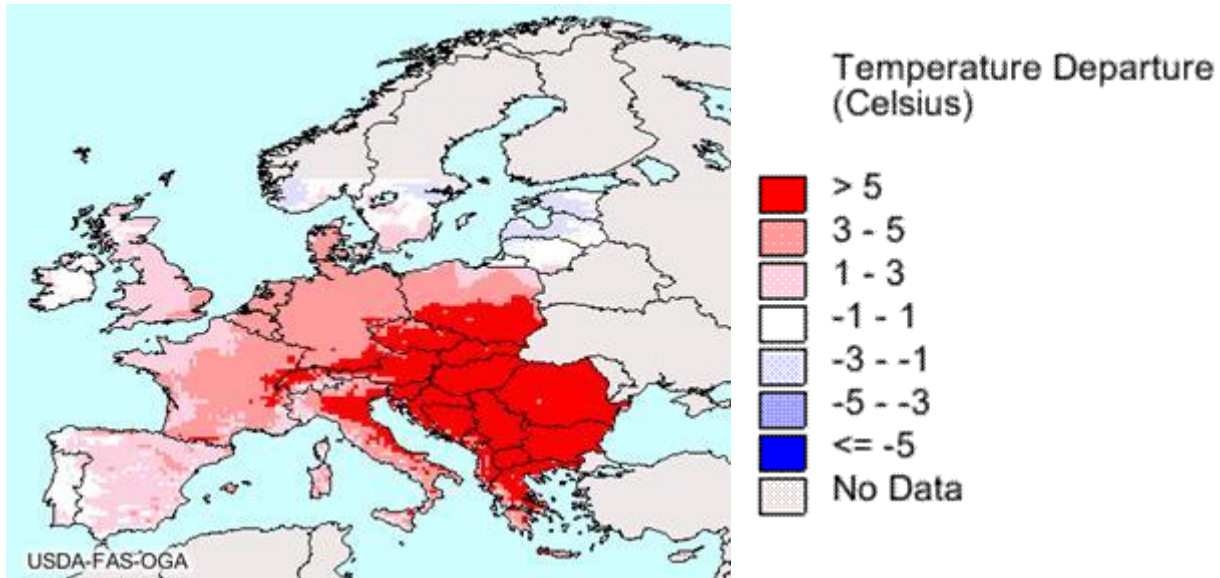 Temperature Departure
(Celsius)
> 5
3 - 5
1 - 3
-1 - 1
-3 - -1
-5 - -3
<= -5
No Data
USDA-FAS-OGA